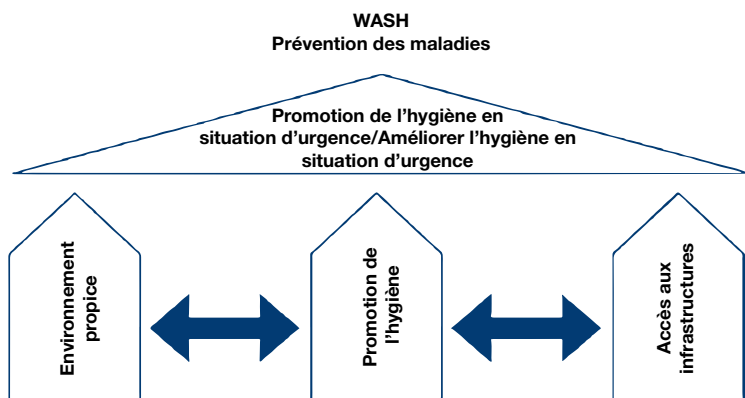 WASH
Prévention des maladies
Promotion de l’hygiène en
situation d’urgence/Améliorer l’hygiène en
situation d’urgence
Environnement
propice
Promotion de
l’hygiène
Accès aux
infrastructures